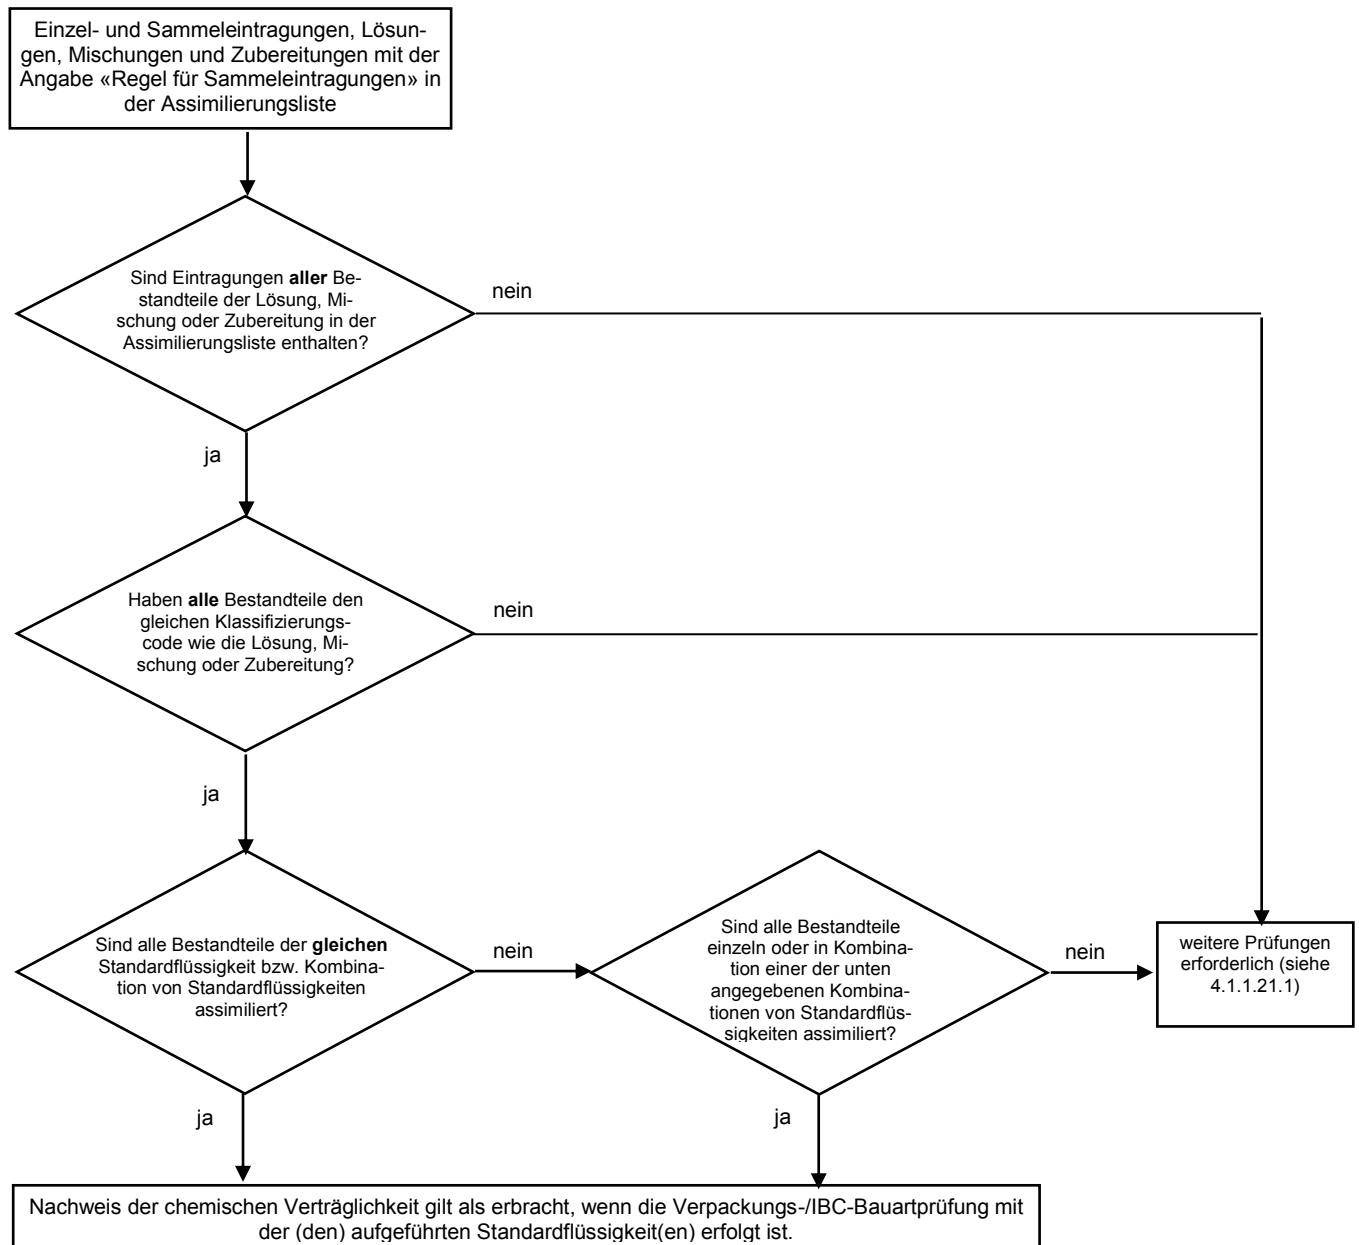 Einzel- und Sammeleintragungen, Lösun-
gen, Mischungen und Zubereitungen mit der
Angabe «Regel für Sammeleintragungen» in
der Assimilierungsliste
Sind Eintragungen aller Be-
standteile der Lösung, Mi-
schung oder Zubereitung in der
Assimilierungsliste enthalten?
nein
ja
Haben alle Bestandteile den
gleichen Klassifizierungs-
code wie die Lösung, Mi-
schung oder Zubereitung?
nein
ja
Sind alle Bestandteile der gleichen
Standardflüssigkeit bzw. Kombina-
tion von Standardflüssigkeiten
assimiliert?
nein
Sind alle Bestandteile
einzeln oder in Kombina-
tion einer der unten
angegebenen Kombina-
tionen von Standardflüs-
sigkeiten assimiliert?
nein
weitere Prüfungen
erforderlich (siehe
4.1.1.21.1)
ja
ja
Nachweis der chemischen Verträglichkeit gilt als erbracht, wenn die Verpackungs-/IBC-Bauartprüfung mit
der (den) aufgeführten Standardflüssigkeit(en) erfolgt ist.